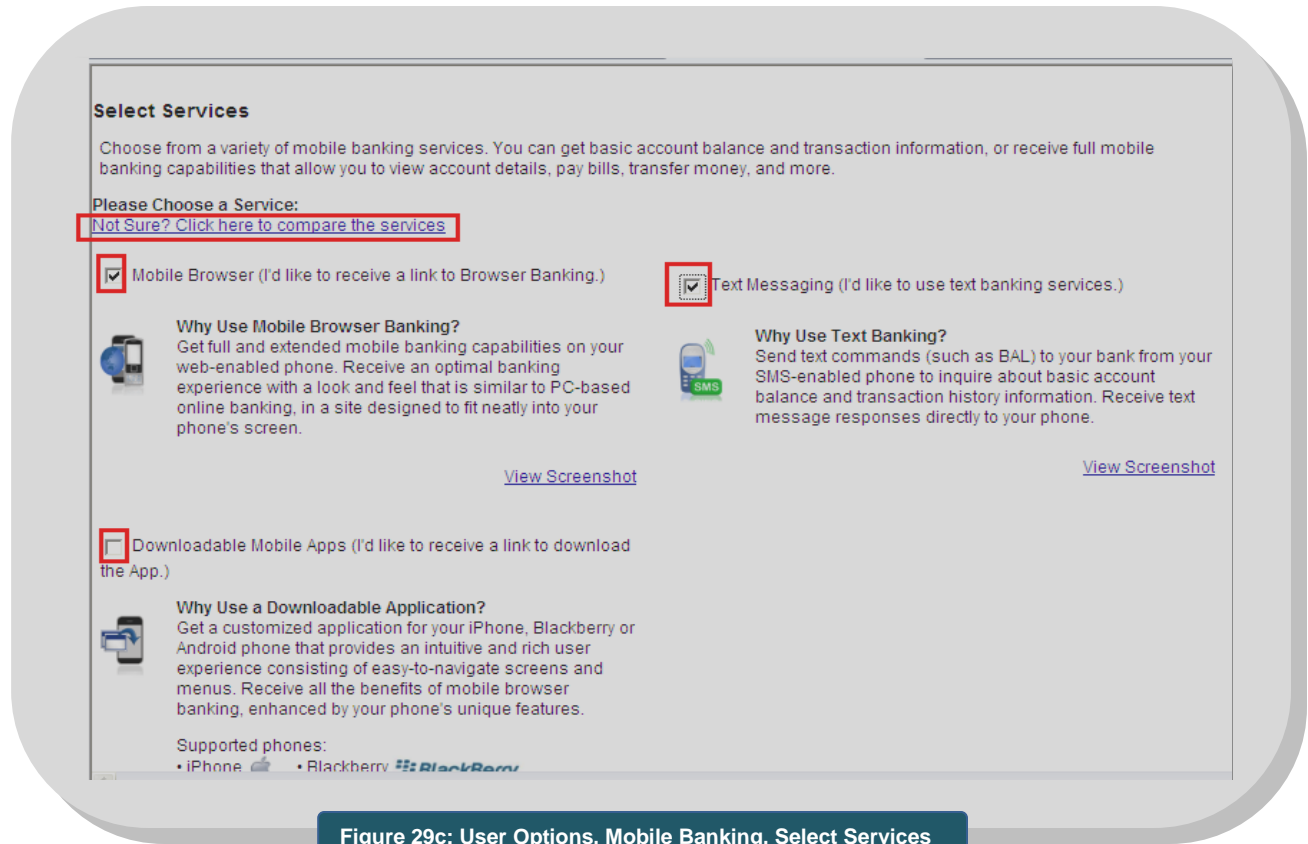 Select Services
Choose from a variety of mobile banking services. You can get basic account balance and transaction information, or receive full mobile
banking capabilities that allow you to view account details, pay bills, transfer money, and more.
Please Choose a Service:
Not Sure? Click here to compare the services
Mobile Browser (I'd like to receive a link to Browser Banking.)
Why Use Mobile Browser Banking?
Get full and extended mobile banking capabilities on your
web-enabled phone. Receive an optimal banking
experience with a look and feel that is similar to PC-based
online banking, in a site designed to fit neatly into your
phone's screen.
View Screenshot
Text Messaging (I'd like to use text banking services.)
Why Use Text Banking?
Send text commands (such as BAL) to your bank from your
SMS-enabled phone to inquire about basic account
balance and transaction history information. Receive text
message responses directly to your phone.
SMS
View Screenshot
Downloadable Mobile Apps (I'd like to receive a link to download
the App.)
Why Use a Downloadable Application?
Get a customized application for your iPhone, Blackberry or
Android phone that provides an intuitive and rich user
experience consisting of easy-to-navigate screens and
menus. Receive all the benefits of mobile browser
banking, enhanced by your phone's unique features.
Supported phones:
• iPhone • Blackberry BlackBerry
Figure 29c: User Options, Mobile Banking, Select Services